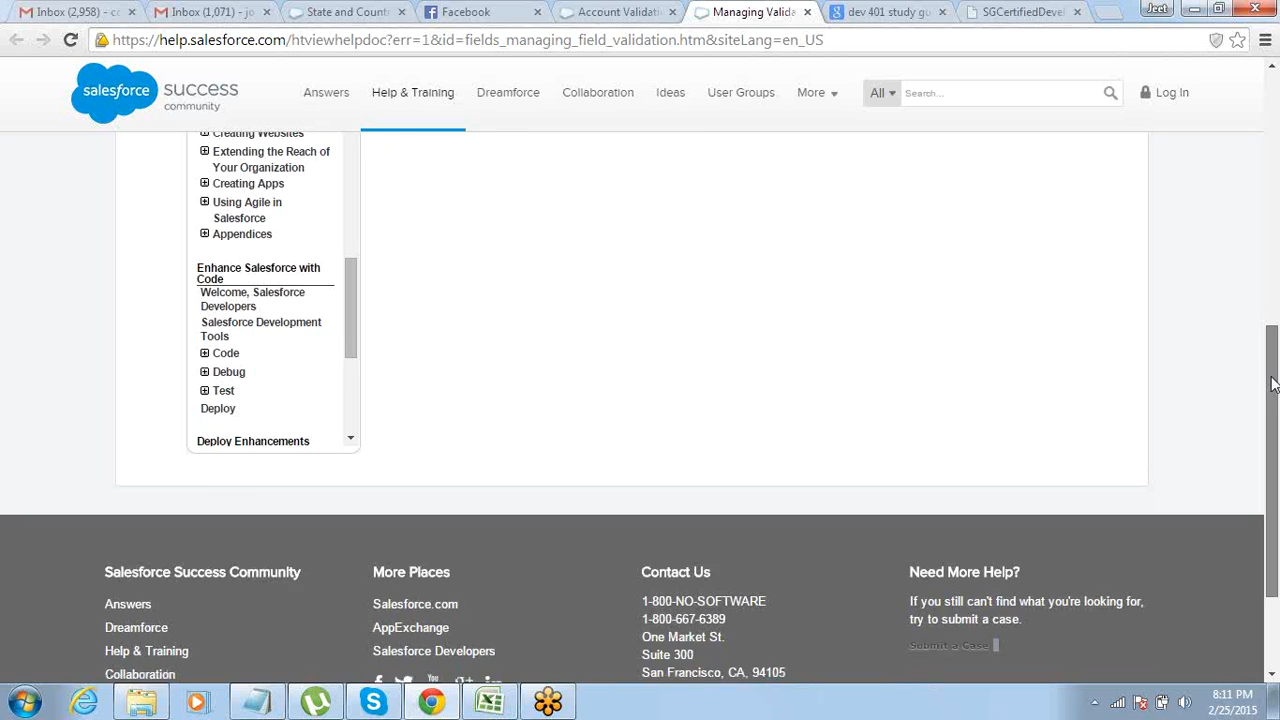 Inbox (2,958) - c
Inbox (1,071) - jo
State and Count
Facebook
Account Validati
Managing Valida
dev 401 study gu
SGCertifiedDevel
Jeet
https://help.salesforce.com/htviewhelpdoc?err=1&id=fields_managing_field_validation.htm&siteLang=en_US
salesforce
success
community
Answers
Help & Training
Dreamforce
Collaboration
Ideas
User Groups
More
All
Search...
Log In
Creating Websites
Extending the Reach of
Your Organization
Creating Apps
Using Agile in
Salesforce
Appendices
Enhance Salesforce with
Code
Welcome, Salesforce
Developers
Salesforce Development
Tools
Code
Debug
Test
Deploy
Deploy Enhancements
Salesforce Success Community
Answers
Dreamforce
Help & Training
Collaboration
More Places
Salesforce.com
AppExchange
Salesforce Developers
Contact Us
1-800-NO-SOFTWARE
1-800-667-6389
One Market St.
Suite 300
San Francisco, CA, 94105
Need More Help?
If you still can't find what you're looking for,
try to submit a case.
Submit a Case
8:11 PM
2/25/2015